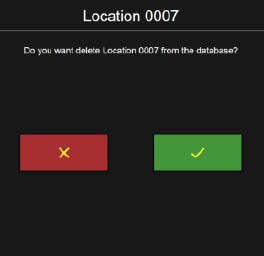 Location 0007
Do you want delete Location 0007 from the database?